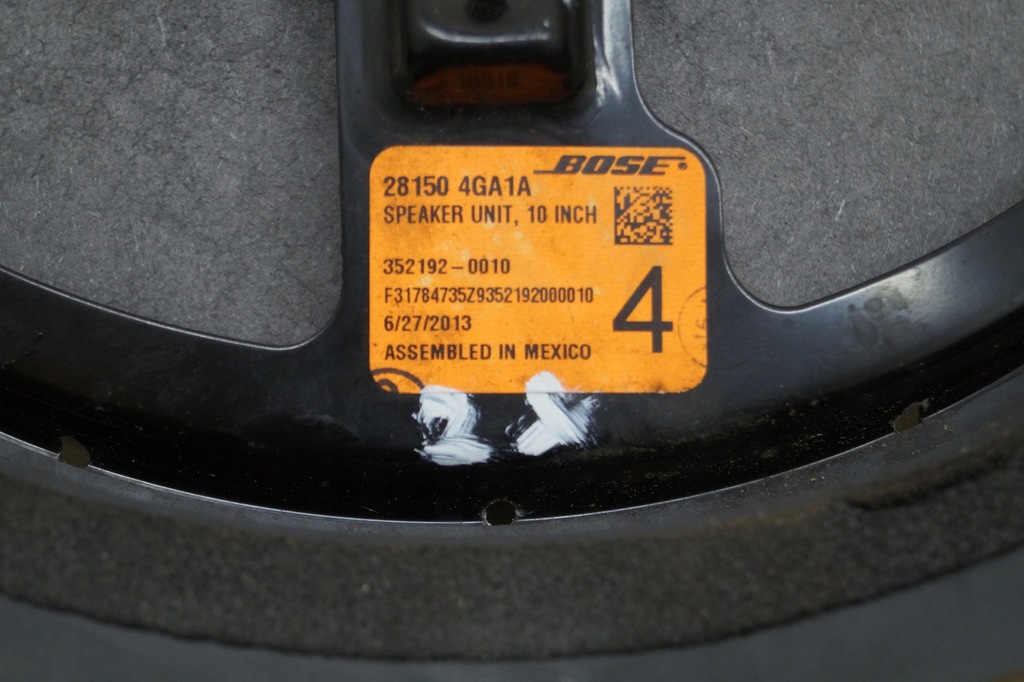 BOSE
28150 4GA1A
SPEAKER UNIT, 10 INCH
352192-0010
F31784735Z9352192000010
4
6/27/2013
ASSEMBLED IN MEXICO